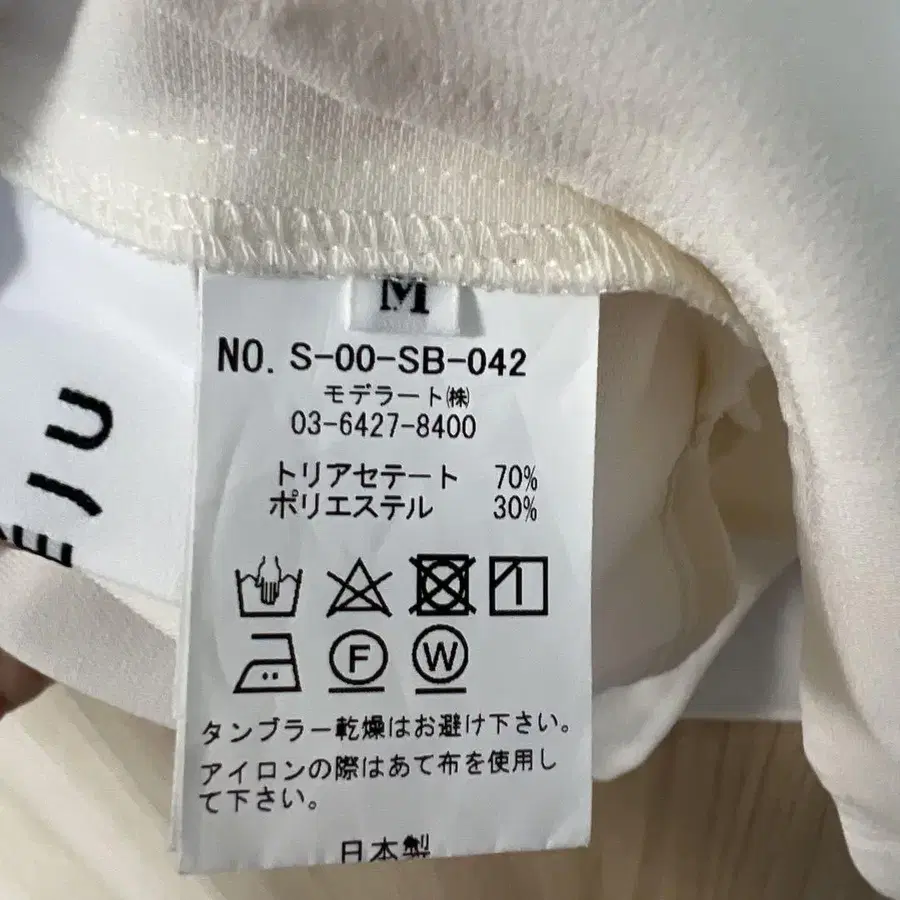 M
NO. S-00-SB-042
モデラート㈱
03-6427-8400
トリアセテート 70%
ポリエステル 30%
F W
タンブラー乾燥はお避け下さい。
アイロンの際はあて布を使用し
て下さい。
日本製
EJU